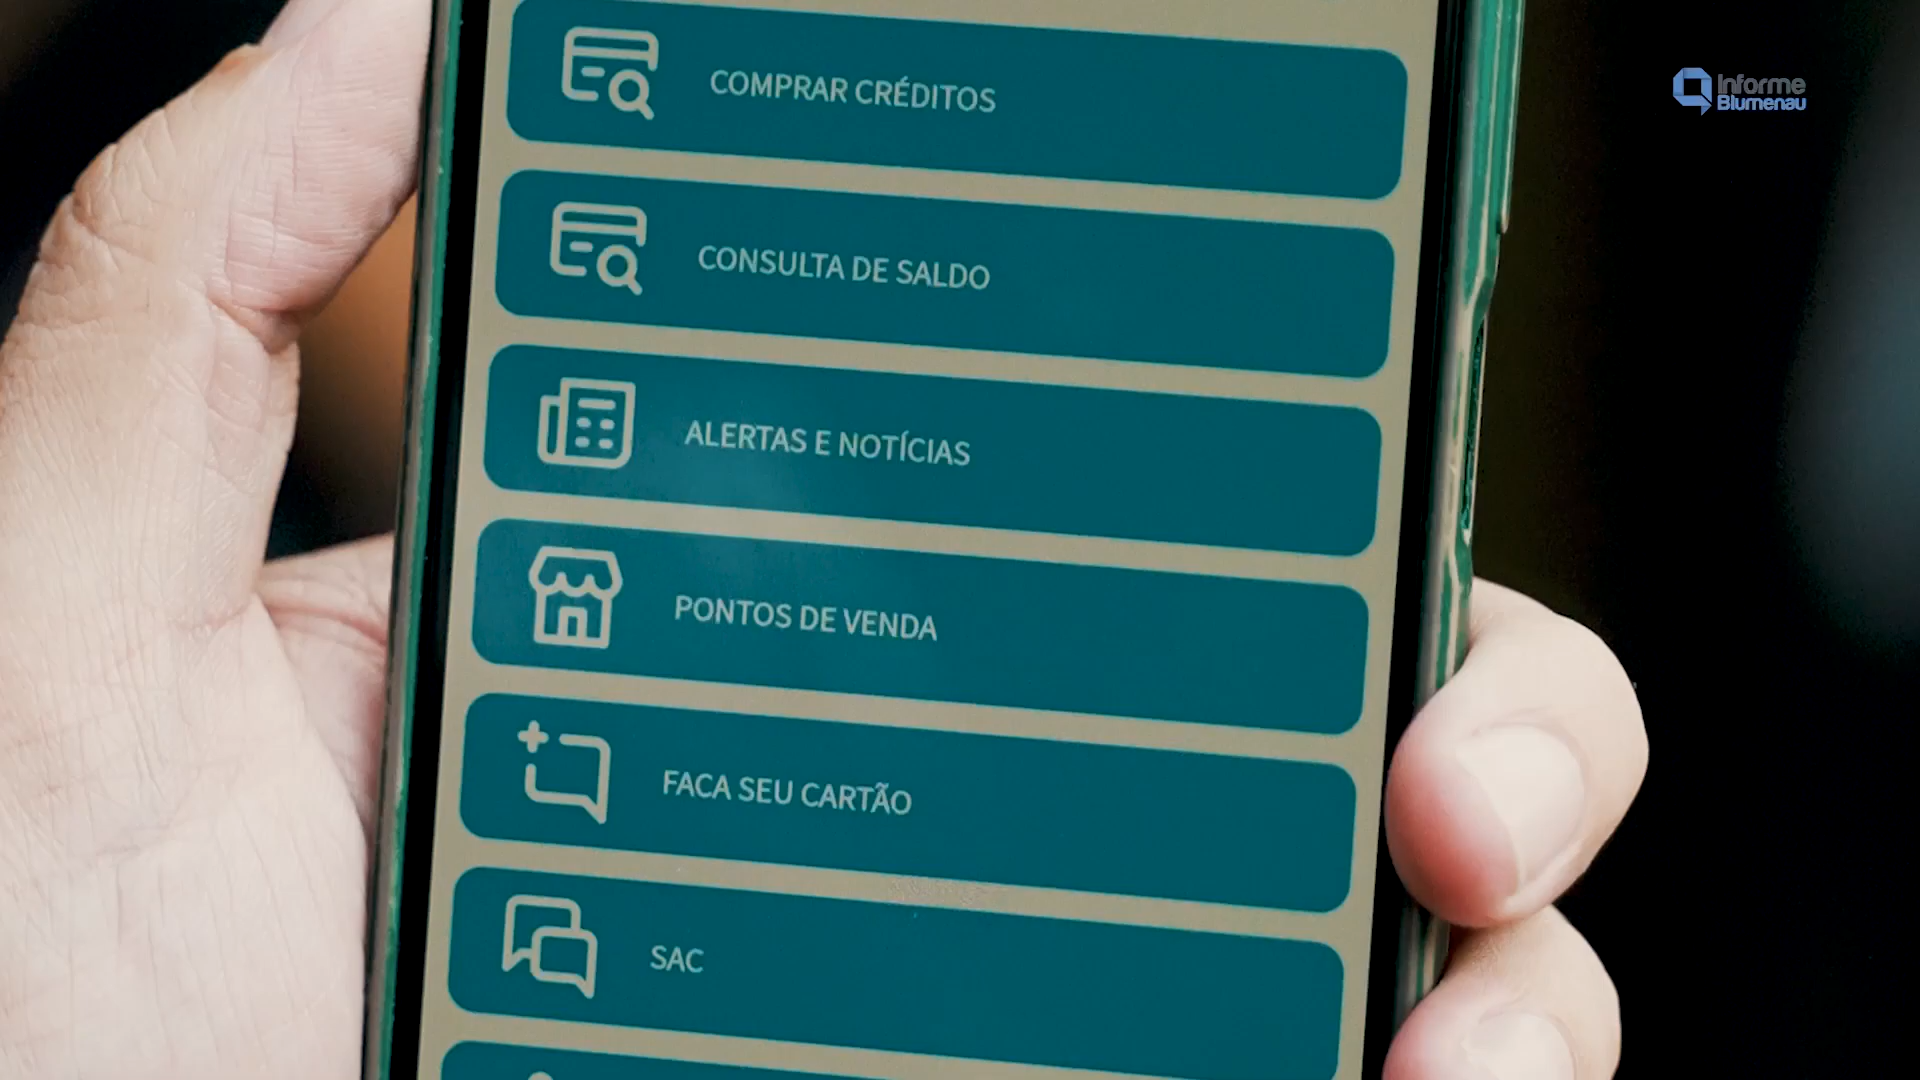 COMPRAR CRÉDITOS
Informe
Blumenau
CONSULTA DE SALDO
ALERTAS E NOTÍCIAS
PONTOS DE VENDA
FACA SEU CARTÃO
SAC